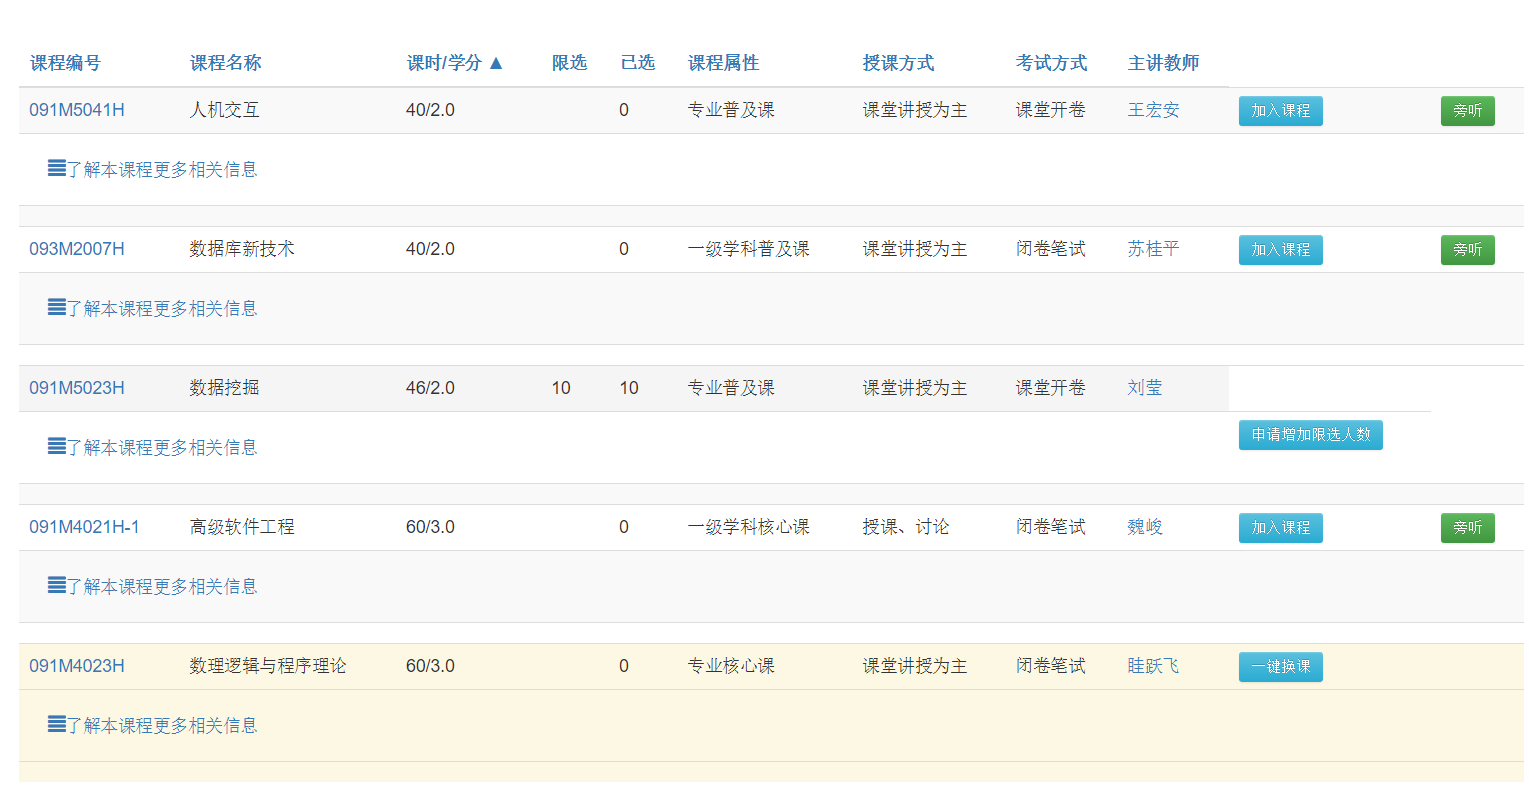 课程编号 课程名称 课时/学分 ▲ 限选 已选 课程属性 授课方式 考试方式 主讲教师
091M5041H 人机交互 40/2.0 0 专业普及课 课堂讲授为主 课堂开卷 王宏安 加入课程 旁听
了解本课程更多相关信息
093M2007H 数据库新技术 40/2.0 0 一级学科普及课 课堂讲授为主 闭卷笔试 苏桂平 加入课程 旁听
了解本课程更多相关信息
091M5023H 数据挖掘 46/2.0 10 10 专业普及课 课堂讲授为主 课堂开卷 刘莹
申请增加限选人数
了解本课程更多相关信息
091M4021H-1 高级软件工程 60/3.0 0 一级学科核心课 授课、讨论 闭卷笔试 魏峻 加入课程 旁听
了解本课程更多相关信息
091M4023H 数理逻辑与程序理论 60/3.0 0 专业核心课 课堂讲授为主 闭卷笔试 眭跃飞 一键换课
了解本课程更多相关信息